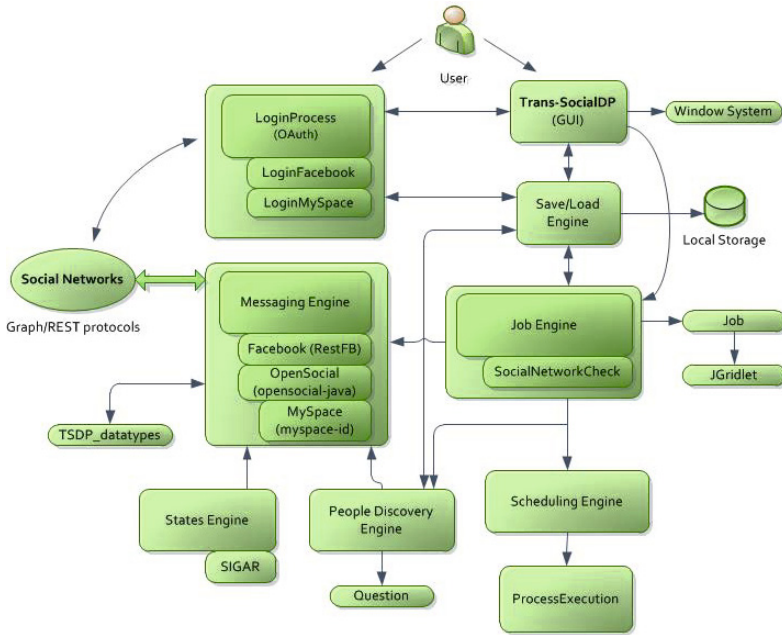 User
LoginProcess
(OAuth)
LoginFacebook
LoginMySpace
Trans-SocialDP
(GUI)
Window System
Save/Load
Engine
Local Storage
Social Networks
Graph/REST protocols
Messaging Engine
Facebook (RestFB)
OpenSocial
(opensocial-java)
MySpace
(myspace-id)
Job Engine
SocialNetworkCheck
Job
JGridlet
TSDP_datatypes
States Engine
SIGAR
People Discovery
Engine
Question
Scheduling Engine
ProcessExecution